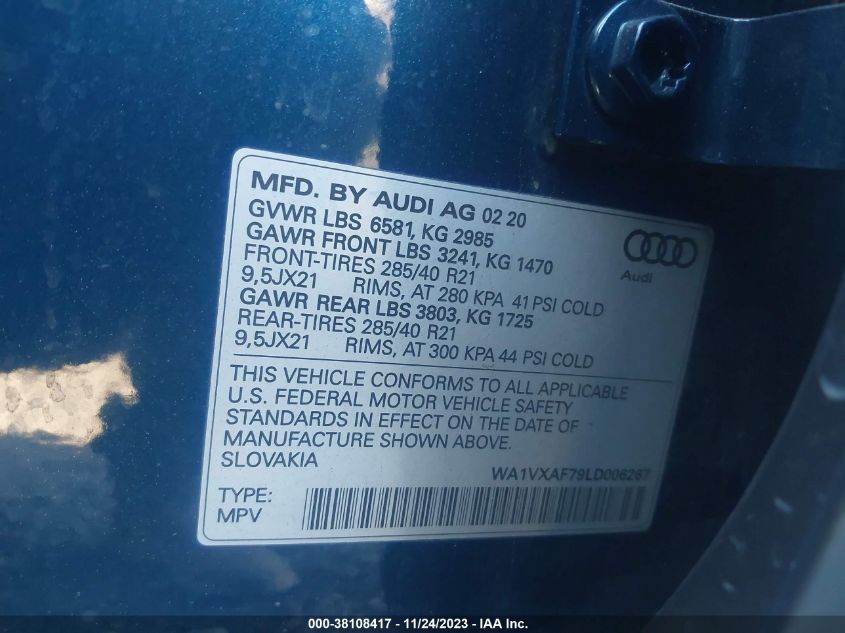 MFD. BY AUDI AG 02 20
GVWR LBS 6581, KG 2985
GAWR FRONT LBS 3241, KG 1470
FRONT-TIRES 285/40 R21
9,5JX21 RIMS, AT 280 KPA 41 PSI COLD
GAWR REAR LBS 3803, KG 1725
REAR-TIRES 285/40 R21
9,5JX21 RIMS, AT 300 KPA 44 PSI COLD
Audi
THIS VEHICLE CONFORMS TO ALL APPLICABLE
U.S. FEDERAL MOTOR VEHICLE SAFETY
STANDARDS IN EFFECT ON THE DATE OF
MANUFACTURE SHOWN ABOVE.
SLOVAKIA
WA1VXAF79LD006267
TYPE:
MPV
000-38108417 - 11/24/2023 - IAA Inc.